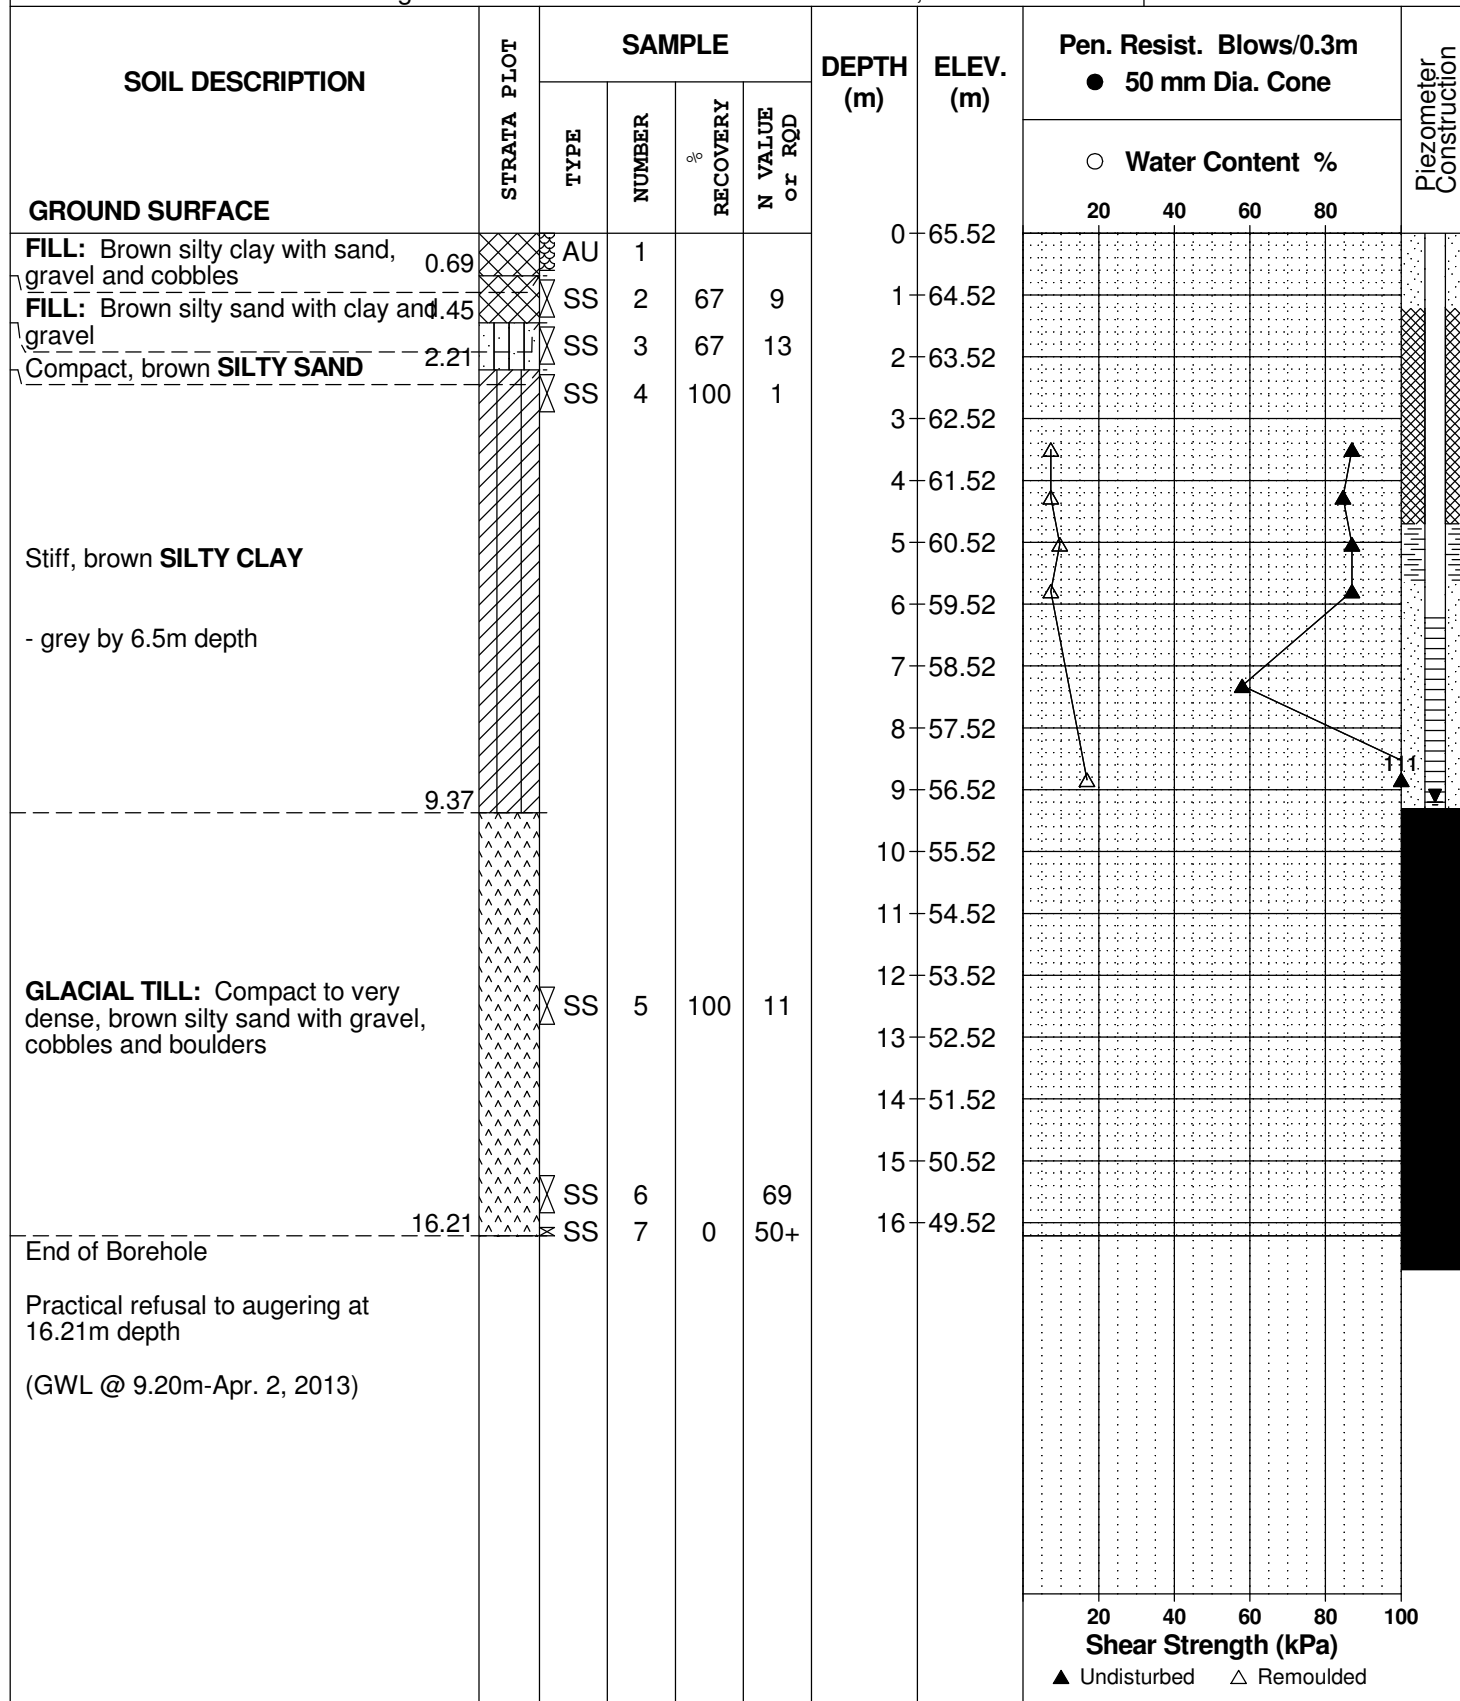 SOIL DESCRIPTION
GROUND SURFACE
STRATA PLOT
SAMPLE
TYPE
NUMBER
% RECOVERY
N VALUE or RQD
DEPTH (m)
ELEV. (m)
Pen. Resist. Blows/0.3m
● 50 mm Dia. Cone
○ Water Content %
20 40 60 80
Piezometer Construction
FILL: Brown silty clay with sand,
gravel and cobbles 0.69
FILL: Brown silty sand with clay and 1.45
gravel
2.21
Compact, brown SILTY SAND
Stiff, brown SILTY CLAY
- grey by 6.5m depth
9.37
GLACIAL TILL: Compact to very
dense, brown silty sand with gravel,
cobbles and boulders
16.21
End of Borehole
Practical refusal to augering at
16.21m depth
(GWL @ 9.20m-Apr. 2, 2013)
AU 1
SS 2 67 9
SS 3 67 13
SS 4 100 1
SS 5 100 11
SS 6 69
SS 7 0 50+
0 65.52
1 64.52
2 63.52
3 62.52
4 61.52
5 60.52
6 59.52
7 58.52
8 57.52
9 56.52
10 55.52
11 54.52
12 53.52
13 52.52
14 51.52
15 50.52
16 49.52
111
20 40 60 80 100
Shear Strength (kPa)
▲ Undisturbed △ Remoulded